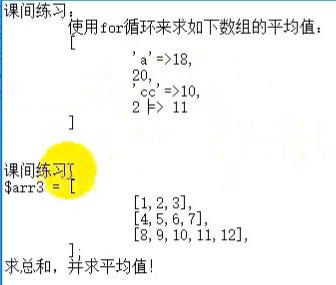 课间练习:
使用for循环来求如下数组的平均值:
[
'a'=>18,
20,
'cc'=>10,
2 => 11
]
课间练习:
$arr3 = [
[1,2,3],
[4,5,6,7],
[8,9,10,11,12],
];
求总和,并求平均值!